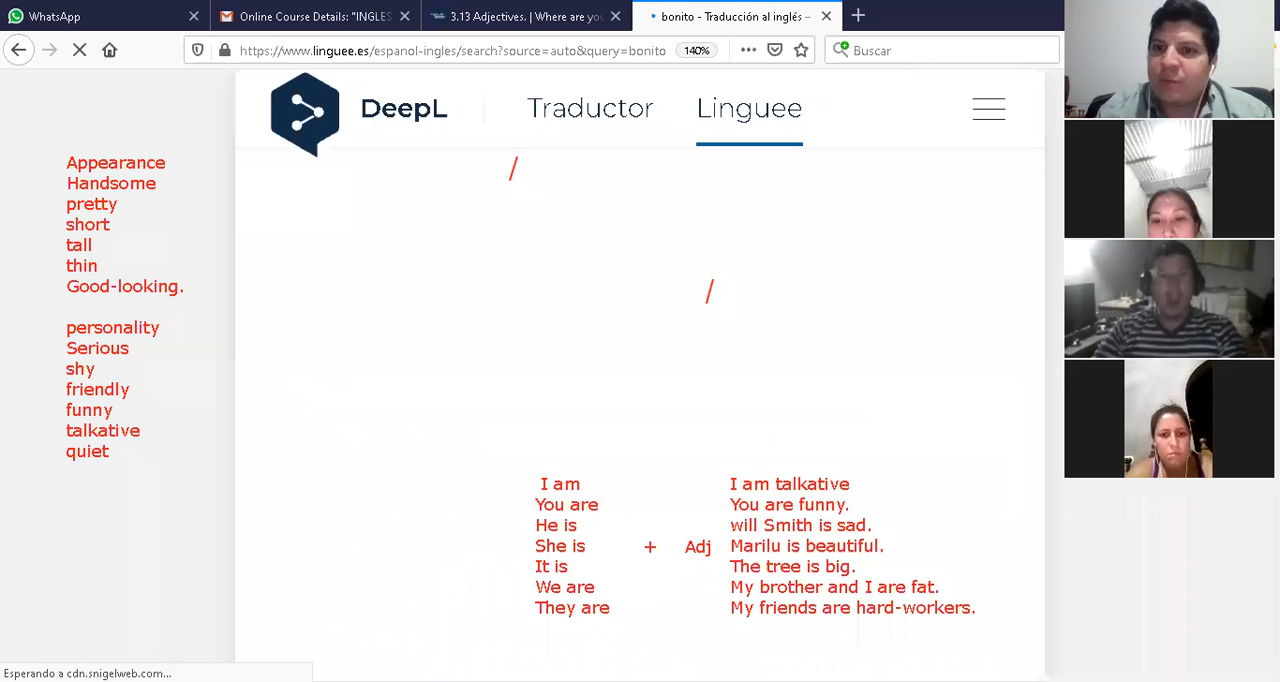 WhatsApp
Online Course Details: "INGLES
3.13 Adjectives. | Where are you
bonito - Traducción al inglés –
https://www.linguee.es/espanol-ingles/search?source=auto&query=bonito
140%
Buscar
DeepL
Traductor
Linguee
/
/
Appearance
Handsome
pretty
short
tall
thin
Good-looking.
personality
Serious
shy
friendly
funny
talkative
quiet
I am
You are
He is
She is
It is
We are
They are
+
Adj
I am talkative
You are funny.
will Smith is sad.
Marilu is beautiful.
The tree is big.
My brother and I are fat.
My friends are hard-workers.
Esperando a cdn.snigelweb.com...